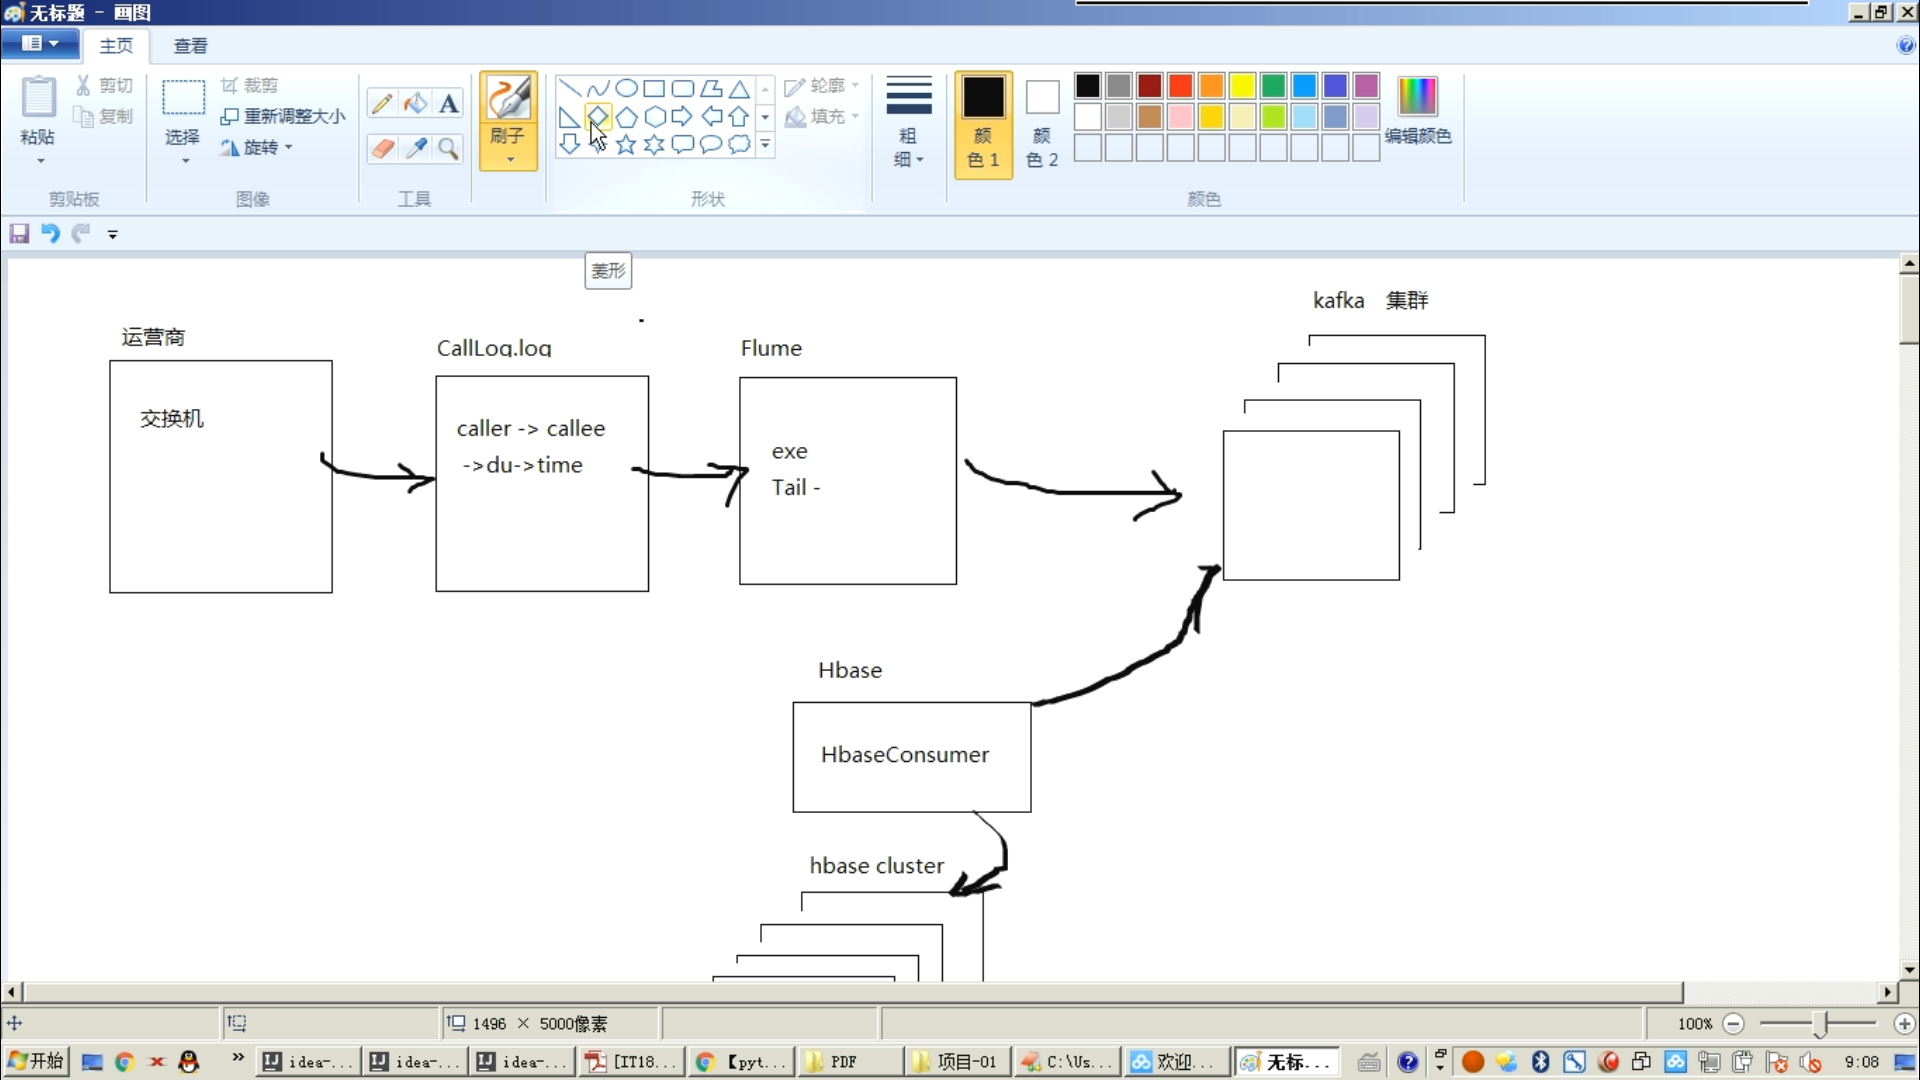 无标题 - 画图
主页
查看
粘贴
剪切
复制
剪贴板
选择
裁剪
重新调整大小
旋转
图像
A
工具
刷子
形状
轮廓
填充
粗
细
颜
色 1
颜
色 2
编辑颜色
颜色
菱形
kafka 集群
运营商
CallLog.log
Flume
交换机
caller -> callee
->du->time
exe
Tail -
Hbase
HbaseConsumer
hbase cluster
1496 × 5000像素
100%
开始
idea-...
idea-...
idea-...
[IT18...
【pyt...
PDF
项目-01
C:\Us...
欢迎...
无标...
9:08